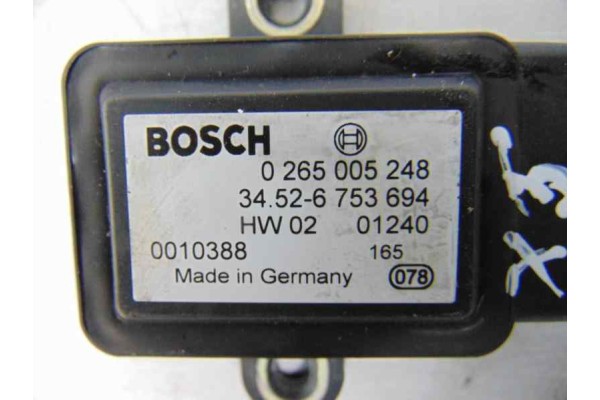 BOSCH
0 265 005 248
34.52-6 753 694
HW 02 01240
0010388 165
Made in Germany 078
X5